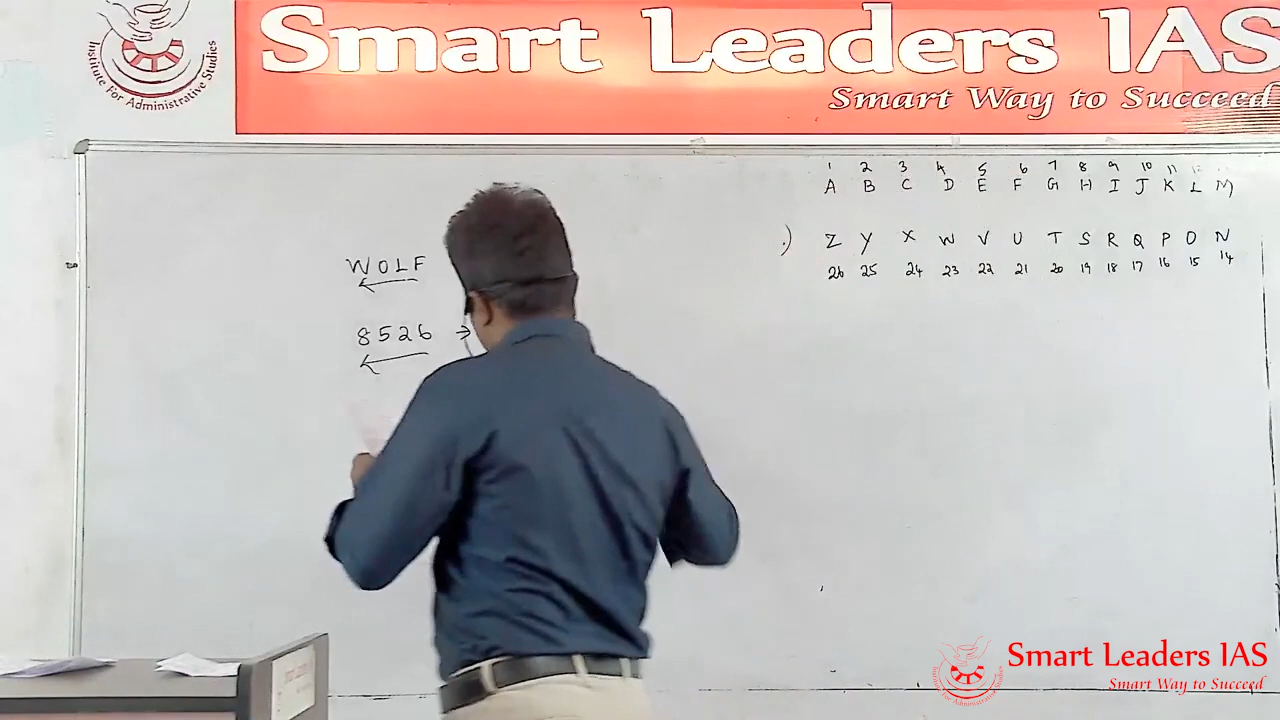 Smart Leaders IAS
Smart Way to Succeed
Institute For Administrative Studies
1 2 3 4 5 6 7 8 9 10 11 12
A B C D E F G H I J K L M
Z Y X W V U T S R Q P O N
26 25 24 23 22 21 20 19 18 17 16 15 14
WOLF
8526 →
Smart Leaders IAS
Smart Way to Succeed